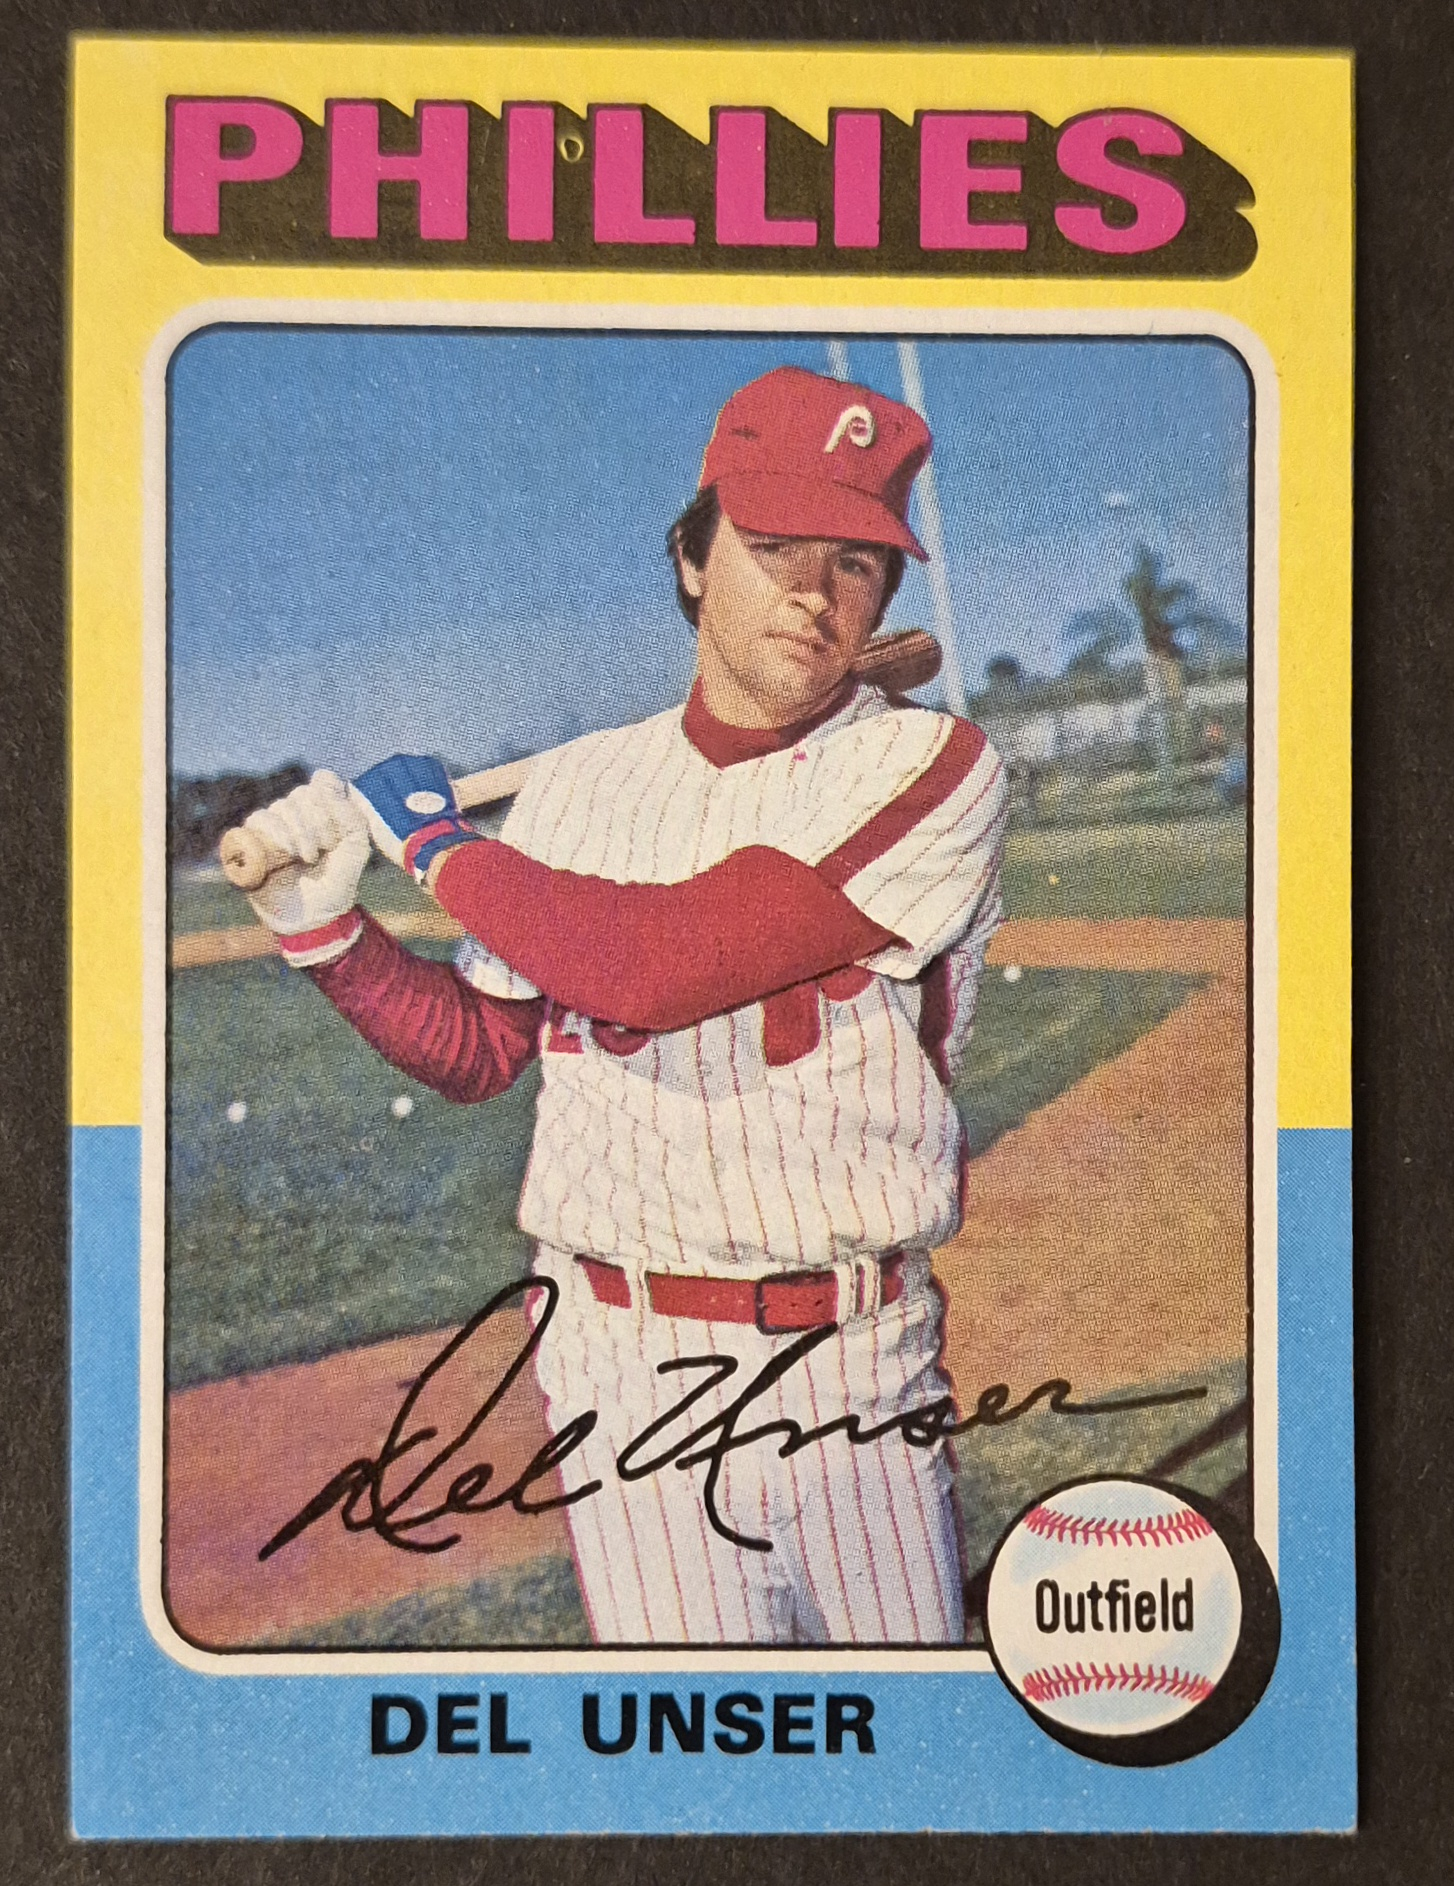 PHILLIES
P
Del Unser
Outfield
DEL UNSER